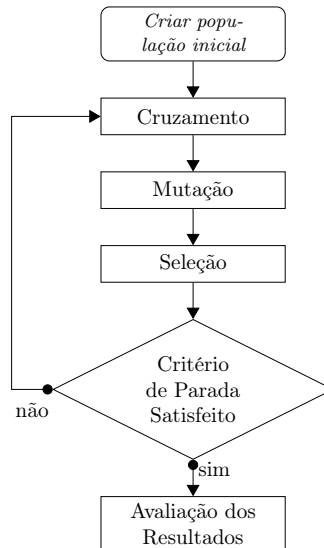 Criar popu-
lação inicial
Cruzamento
Mutação
Seleção
Critério
de Parada
Satisfeito
não
sim
Avaliação dos
Resultados